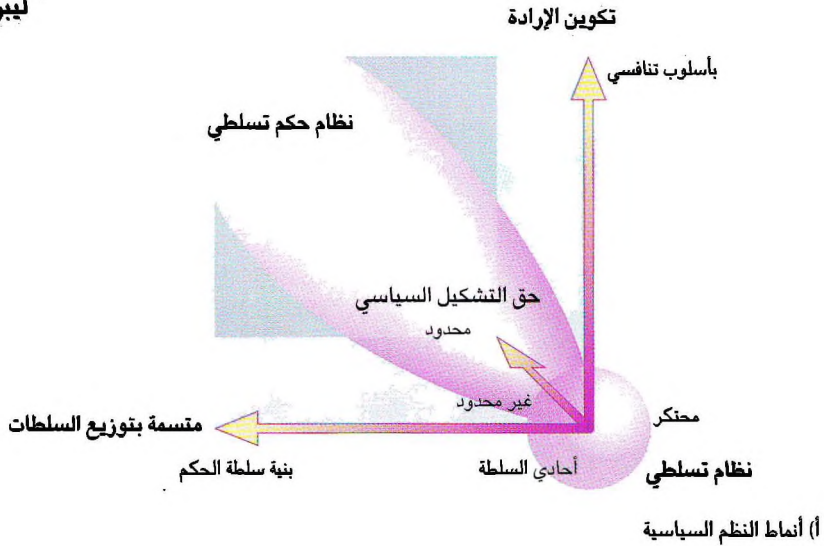 تكوين الإرادة
بأسلوب تنافسي
نظام حكم تسلطي
حق التشكيل السياسي
محدود
غير محدود
محتكر
متسمة بتوزيع السلطات
بنية سلطة الحكم
أحادي السلطة
نظام تسلطي
أ) أنماط النظم السياسية